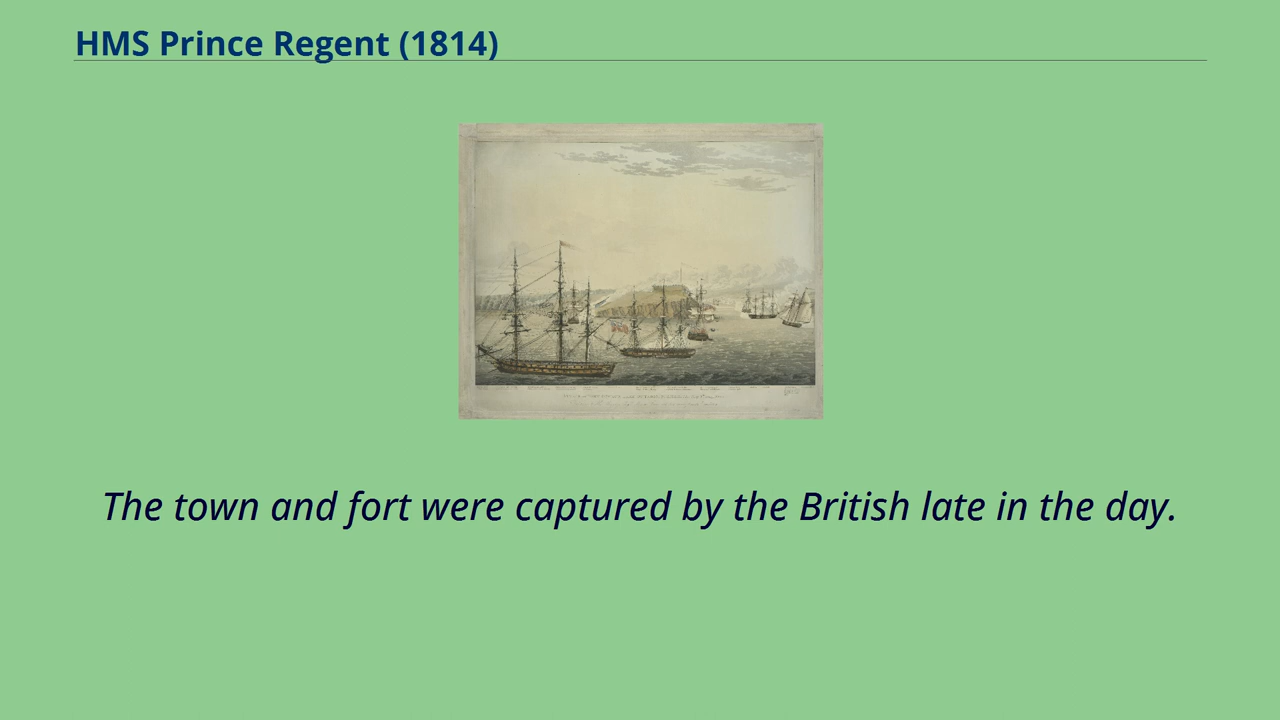 HMS Prince Regent (1814)
The town and fort were captured by the British late in the day.